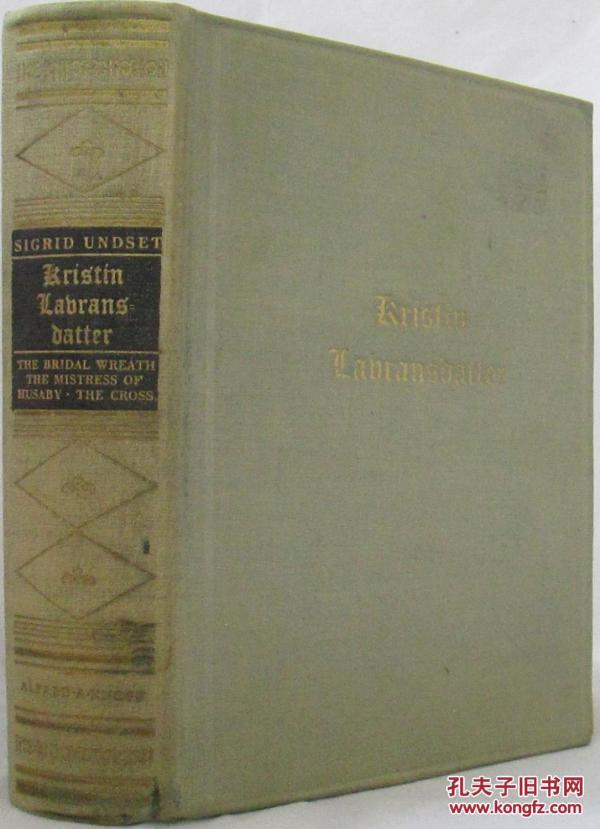 SIGRID UNDSET
Kristin
Lavrans=
datter
THE BRIDAL WREATH
THE MISTRESS OF
HUSABY · THE CROSS.
ALFRED · A · KNOPF
Kristin
Lavransdatter
孔夫子旧书网
www.kongfz.com